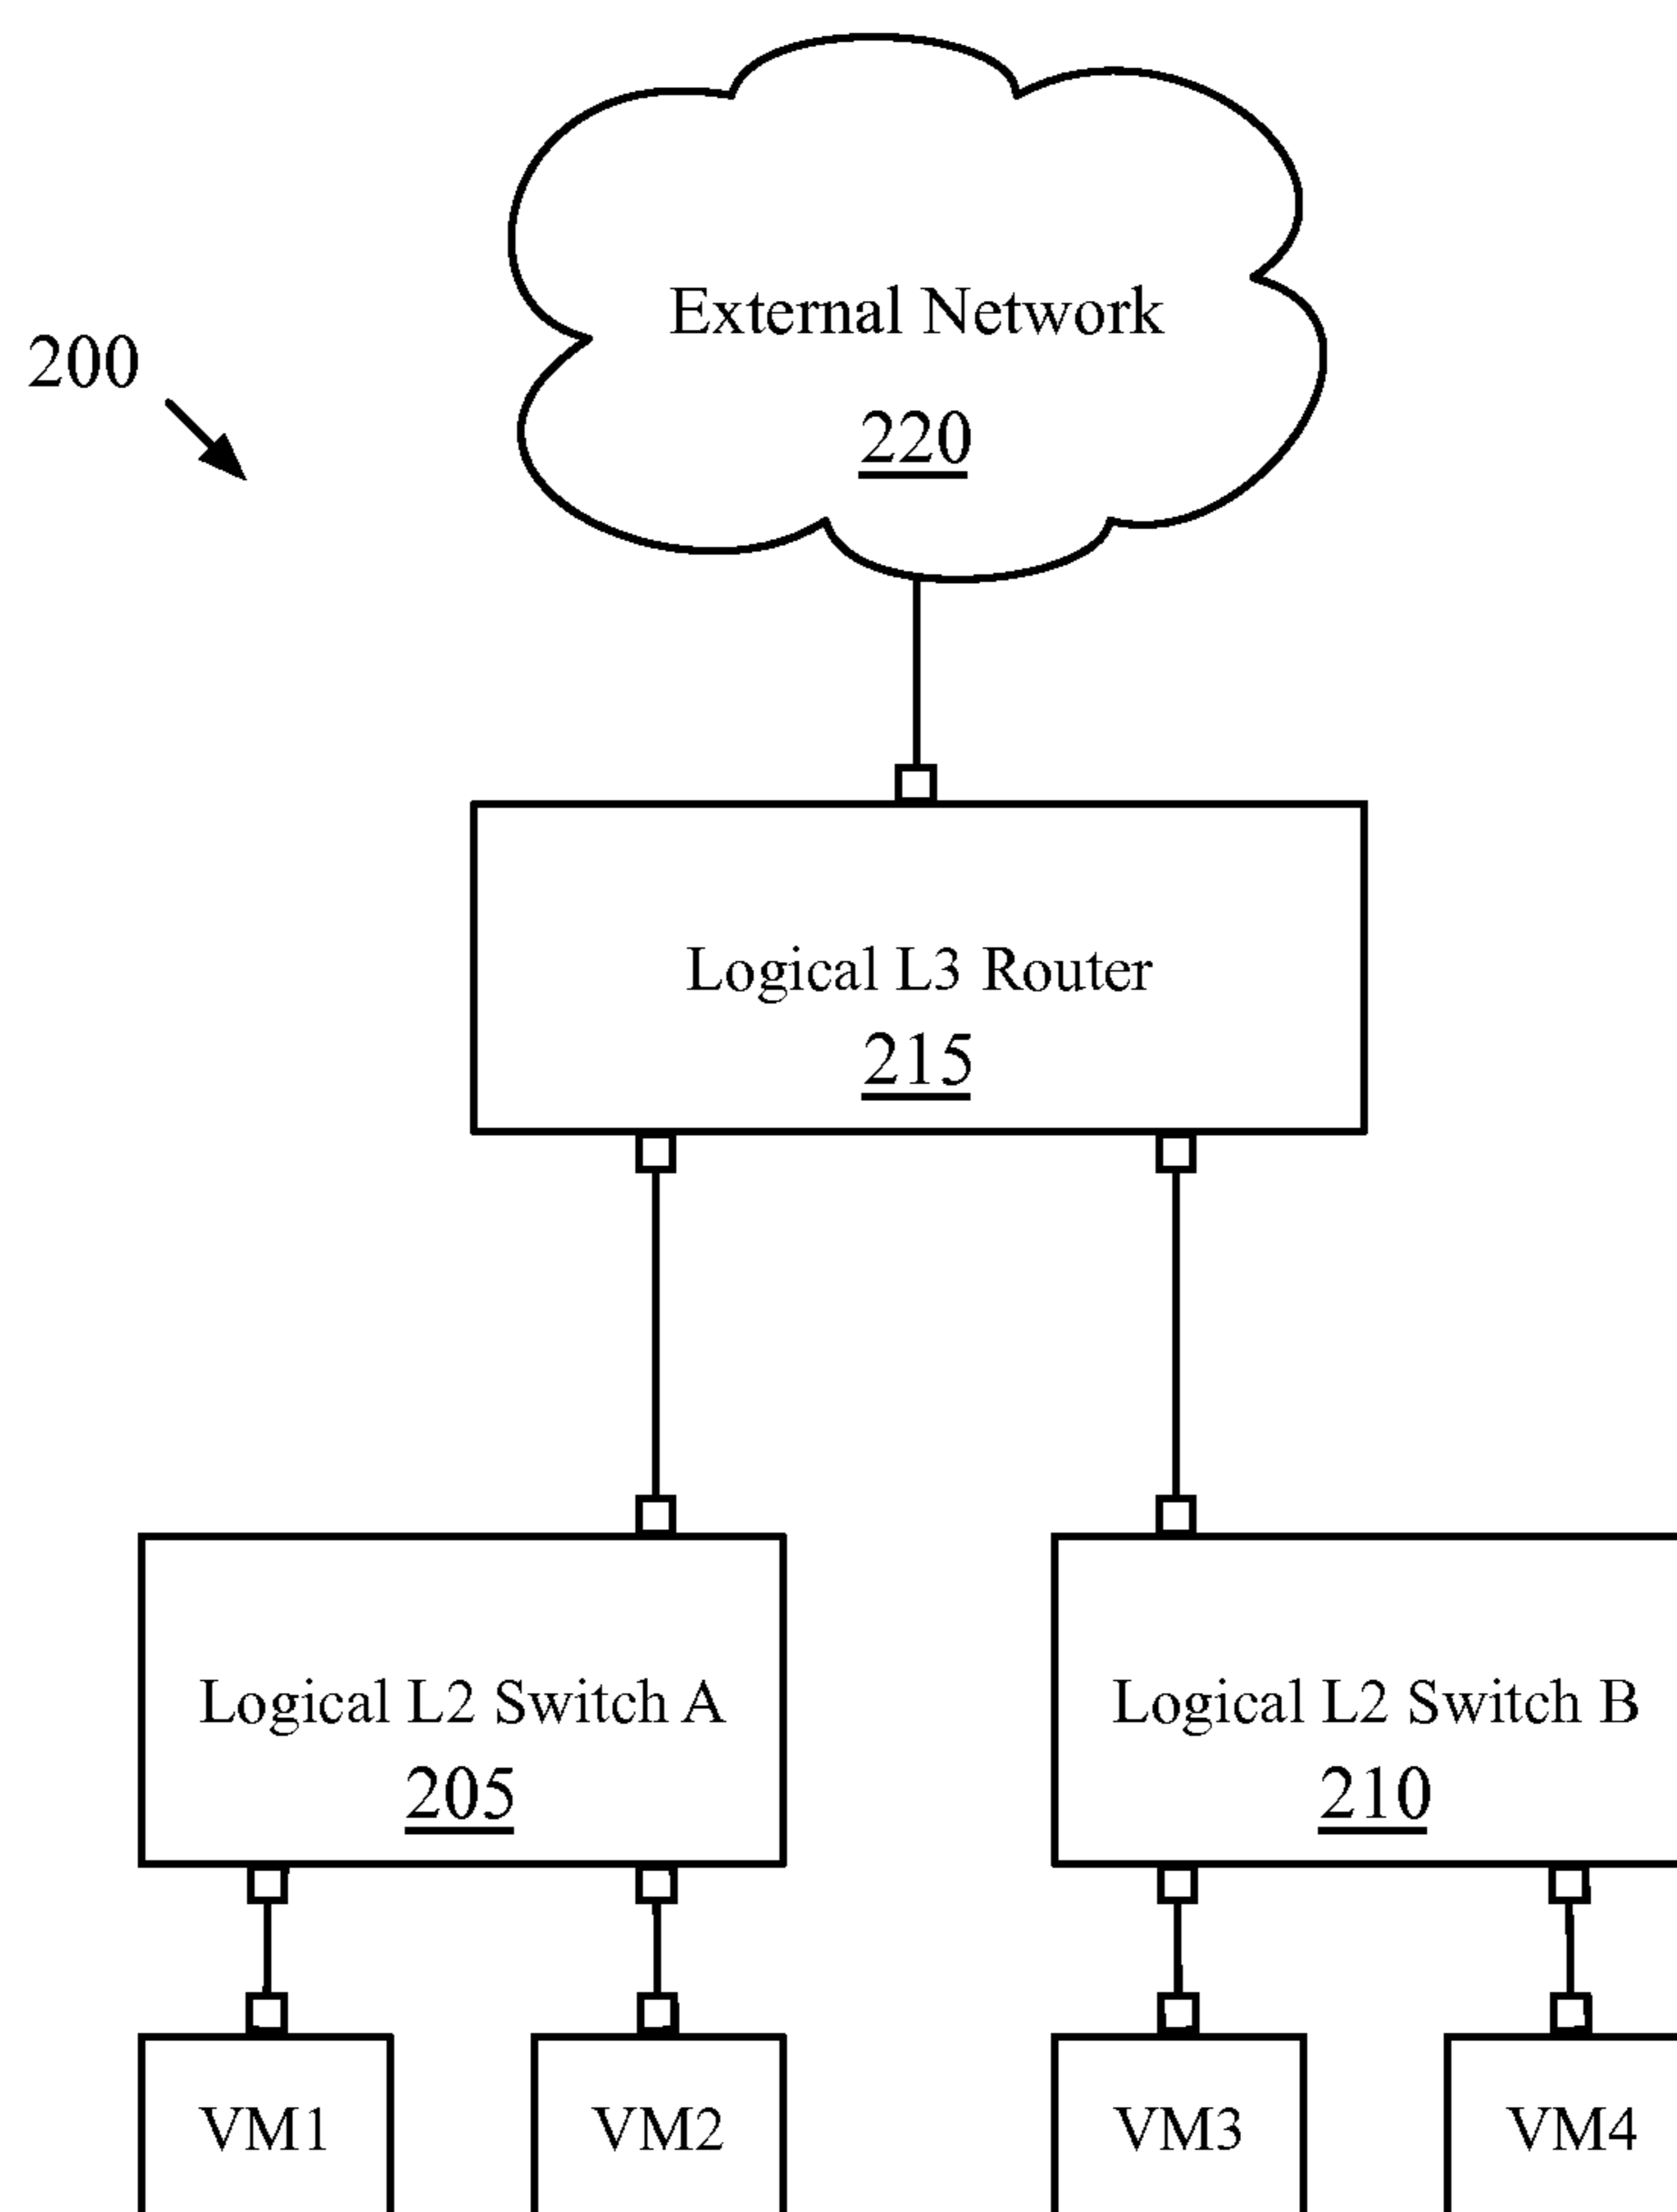 External Network
220
200
Logical L3 Router
215
Logical L2 Switch A
205
Logical L2 Switch B
210
VM1
VM2
VM3
VM4